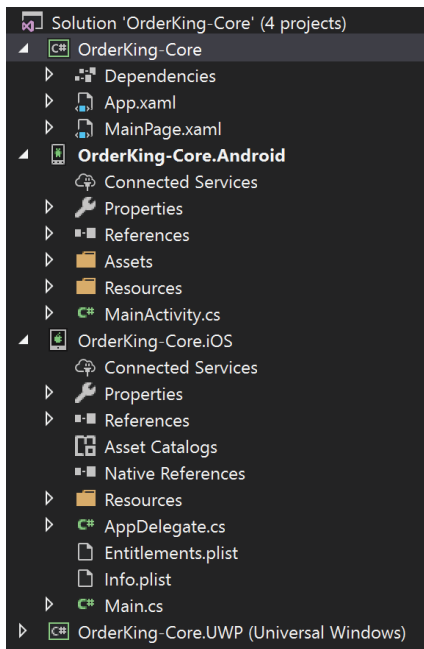 Solution 'OrderKing-Core' (4 projects)
C# OrderKing-Core
Dependencies
App.xaml
MainPage.xaml
OrderKing-Core.Android
Connected Services
Properties
References
Assets
Resources
C# MainActivity.cs
OrderKing-Core.iOS
Connected Services
Properties
References
Asset Catalogs
Native References
Resources
C# AppDelegate.cs
Entitlements.plist
Info.plist
C# Main.cs
C# OrderKing-Core.UWP (Universal Windows)